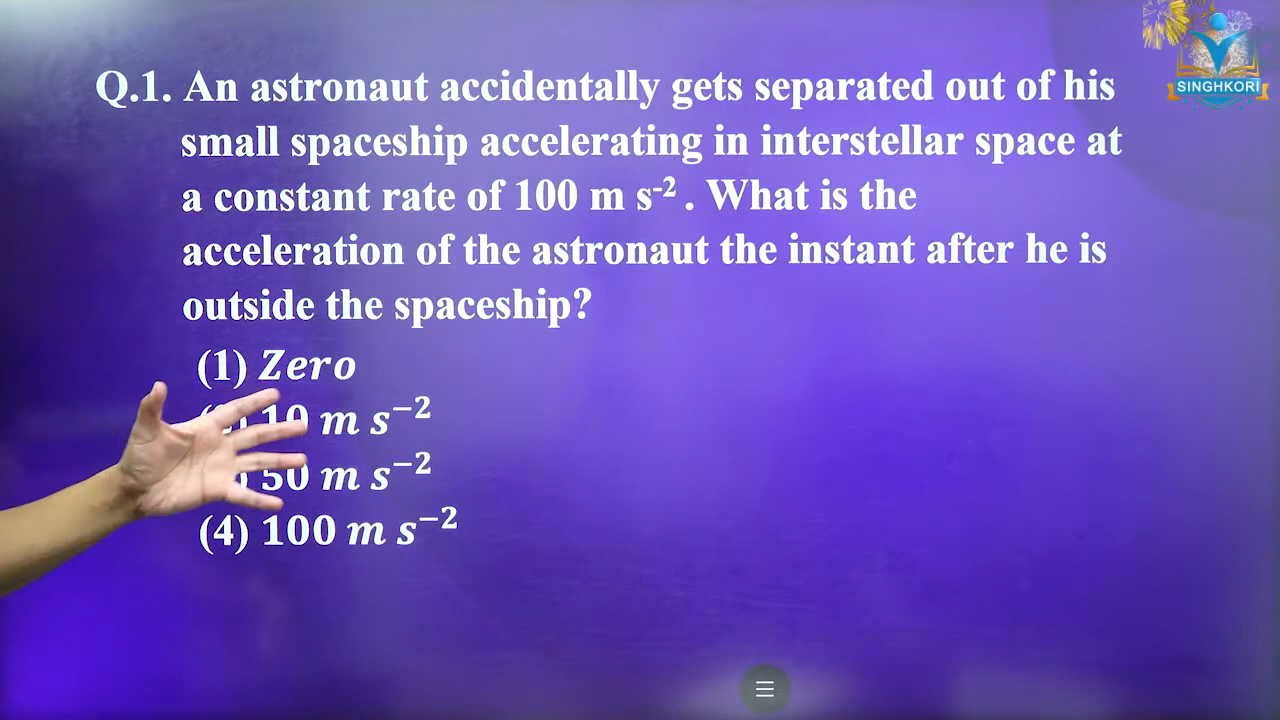 Q.1. An astronaut accidentally gets separated out of his
small spaceship accelerating in interstellar space at
a constant rate of 100 m s⁻² . What is the
acceleration of the astronaut the instant after he is
outside the spaceship?
(1) Zero
10 m s⁻²
50 m s⁻²
(4) 100 m s⁻²
SINGHKORI